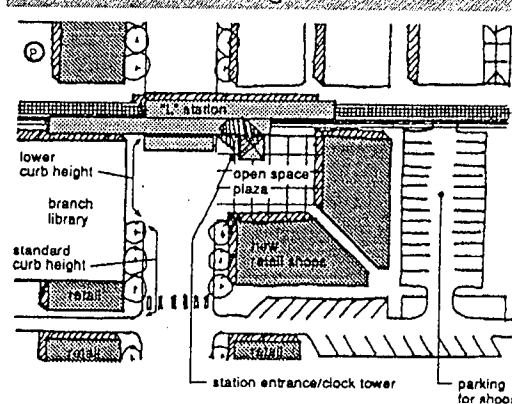 P
"L" station
lower
curb height
open space
plaza
branch
library
standard
curb height
new
retail shops
retail
retail
retail
station entrance/clock tower
parking
for shops